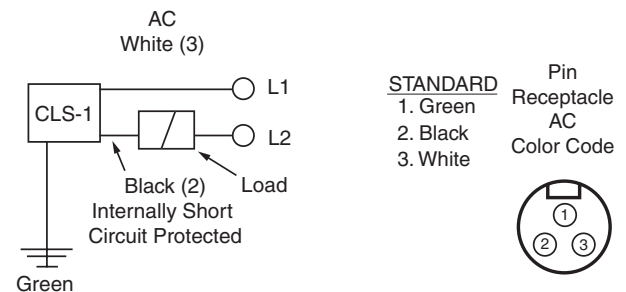 AC
White (3)
CLS-1
L1
L2
Black (2)
Internally Short
Circuit Protected
Load
Green
STANDARD
1. Green
2. Black
3. White
Pin
Receptacle
AC
Color Code
1
2
3